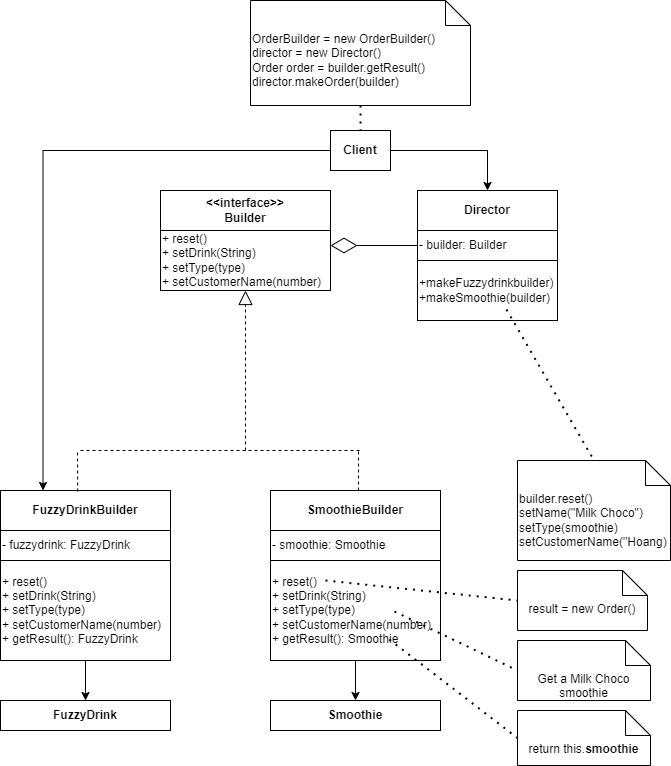 OrderBuilder = new OrderBuilder()
director = new Director()
Order order = builder.getResult()
director.makeOrder(builder)
Client
<<interface>>
Builder
+ reset()
+ setDrink(String)
+ setType(type)
+ setCustomerName(number)
Director
- builder: Builder
+makeFuzzydrinkbuilder)
+makeSmoothie(builder)
builder.reset()
setName("Milk Choco")
setType(smoothie)
setCustomerName("Hoang)
FuzzyDrinkBuilder
- fuzzydrink: FuzzyDrink
+ reset()
+ setDrink(String)
+ setType(type)
+ setCustomerName(number)
+ getResult(): FuzzyDrink
FuzzyDrink
SmoothieBuilder
- smoothie: Smoothie
+ reset()
+ setDrink(String)
+ setType(type)
+ setCustomerName(number)
+ getResult(): Smoothie
Smoothie
result = new Order()
Get a Milk Choco
smoothie
return this.smoothie